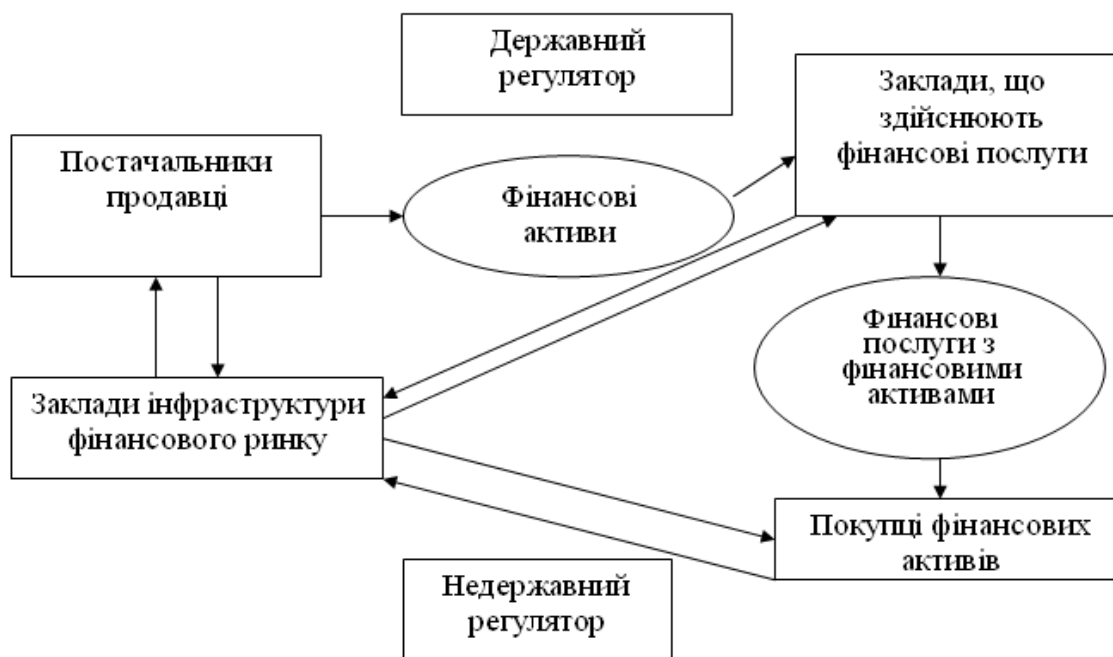 Державний
регулятор
Заклади, що
здійснюють
фінансові послуги
Постачальники
продавці
Фінансові
активи
Фінансові
послуги з
фінансовими
активами
Заклади інфраструктури
фінансового ринку
Покупці фінансових
активів
Недержавний
регулятор